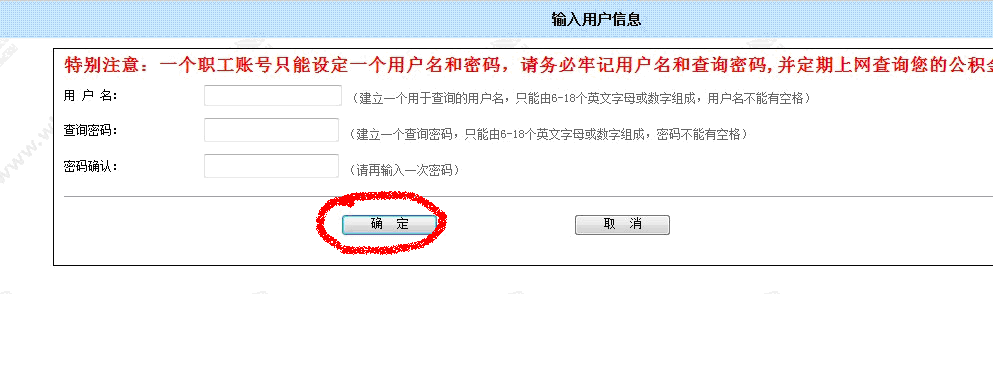 输入用户信息
特别注意：一个职工账号只能设定一个用户名和密码，请务必牢记用户名和查询密码,并定期上网查询您的公积金
用 户 名:
（建立一个用于查询的用户名，只能由6-18个英文字母或数字组成，用户名不能有空格）
查询密码:
（建立一个查询密码，只能由6-18个英文字母或数字组成，密码不能有空格）
密码确认:
（请再输入一次密码）
确 定
取 消